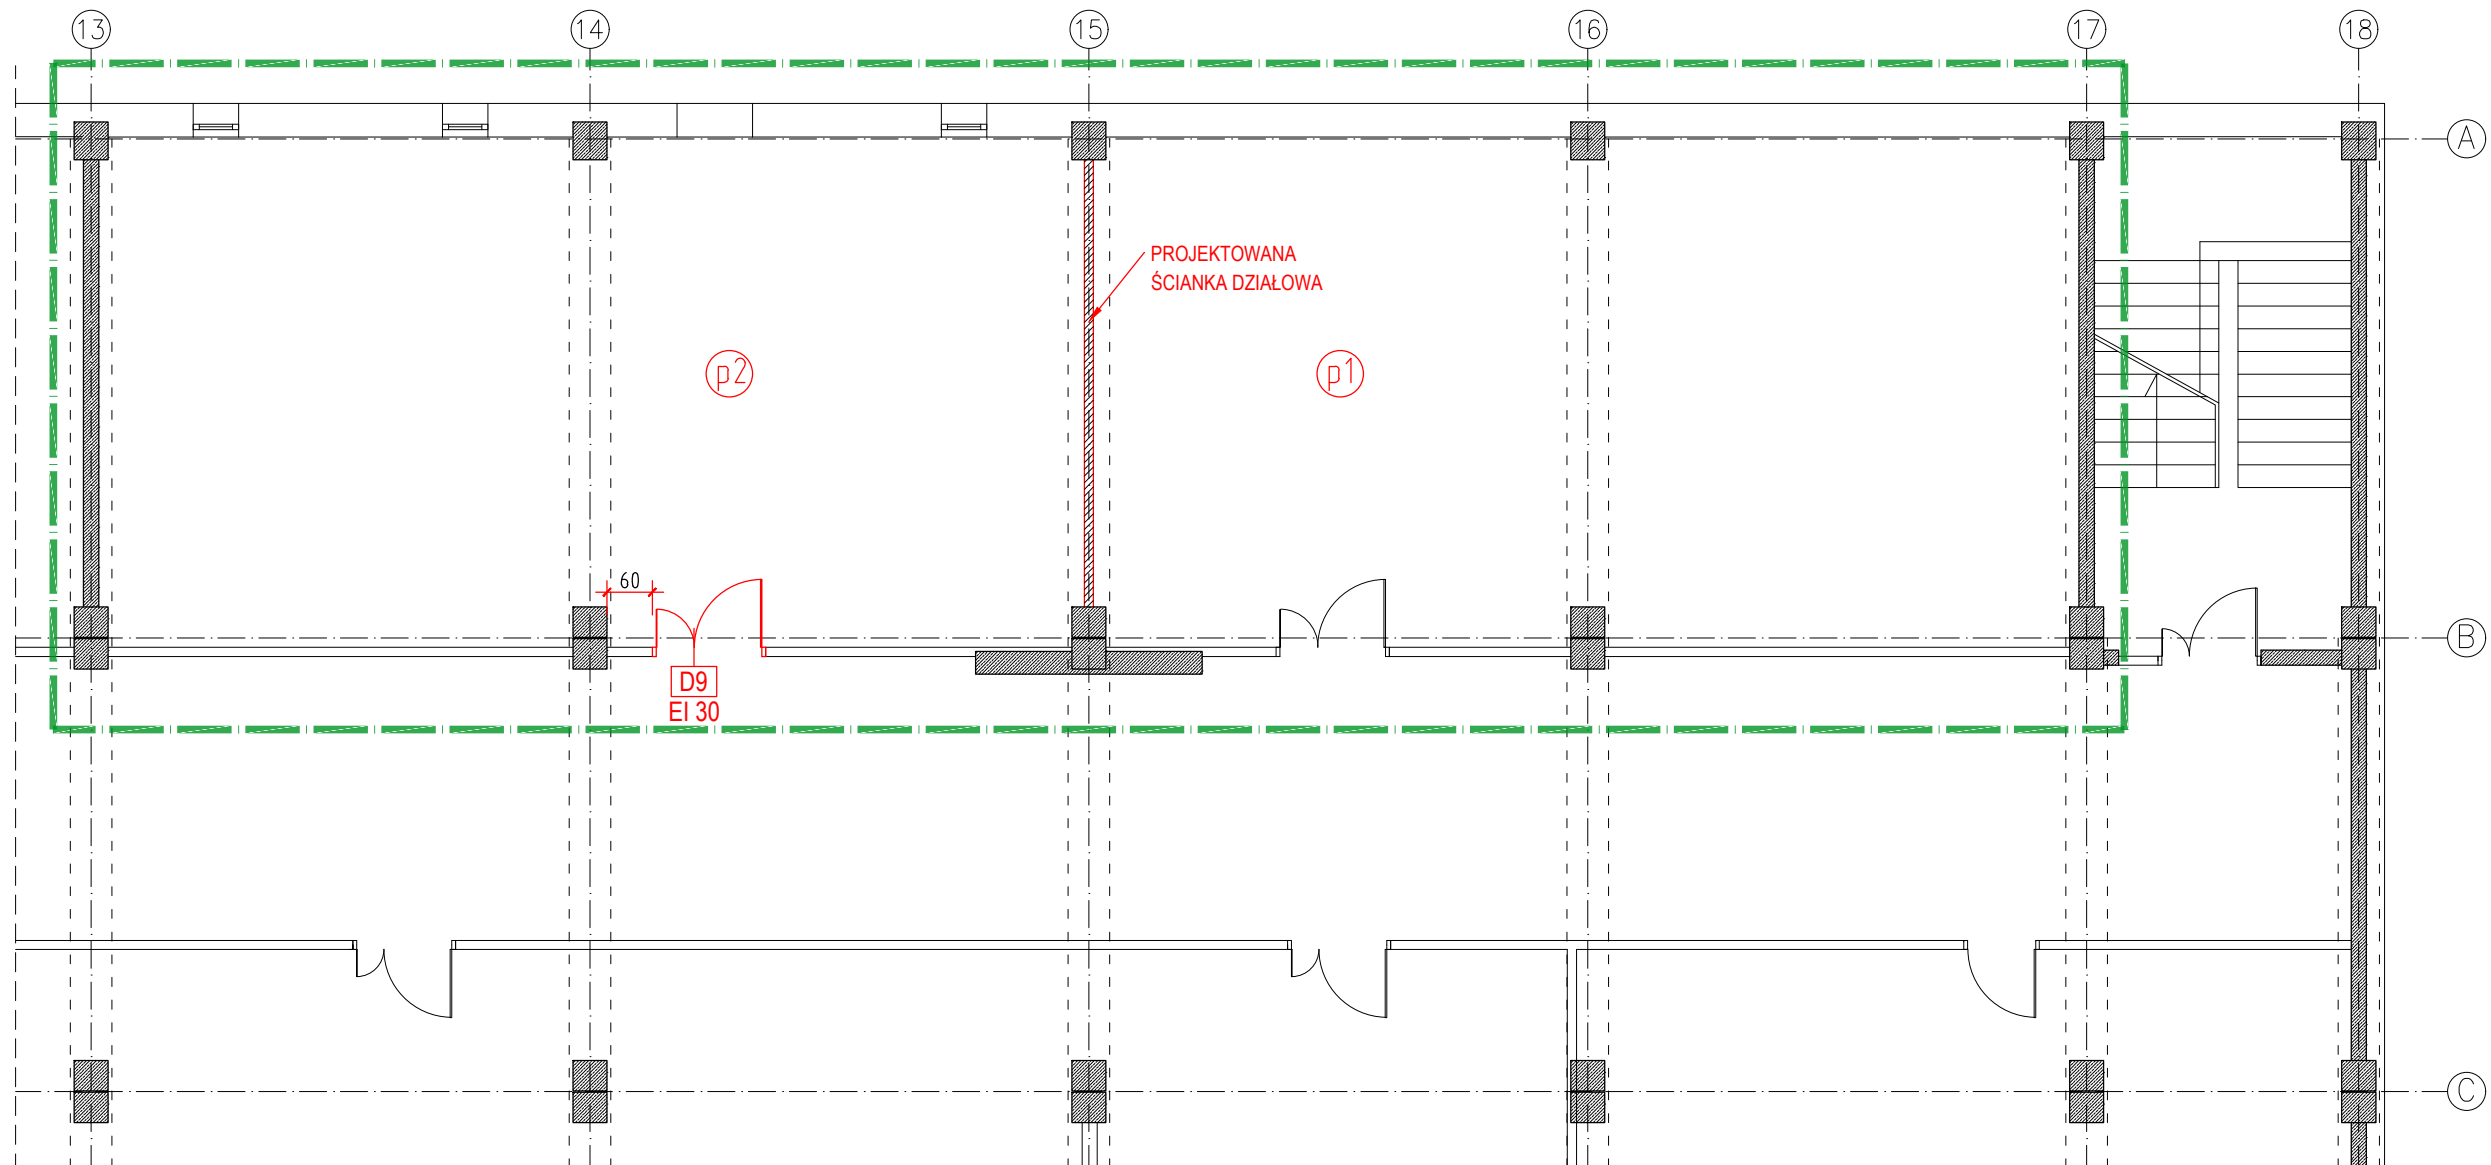 13 14 15 16 17 18
A
PROJEKTOWANA
ŚCIANKA DZIAŁOWA
p2 p1
60
B
D9
EI 30
C